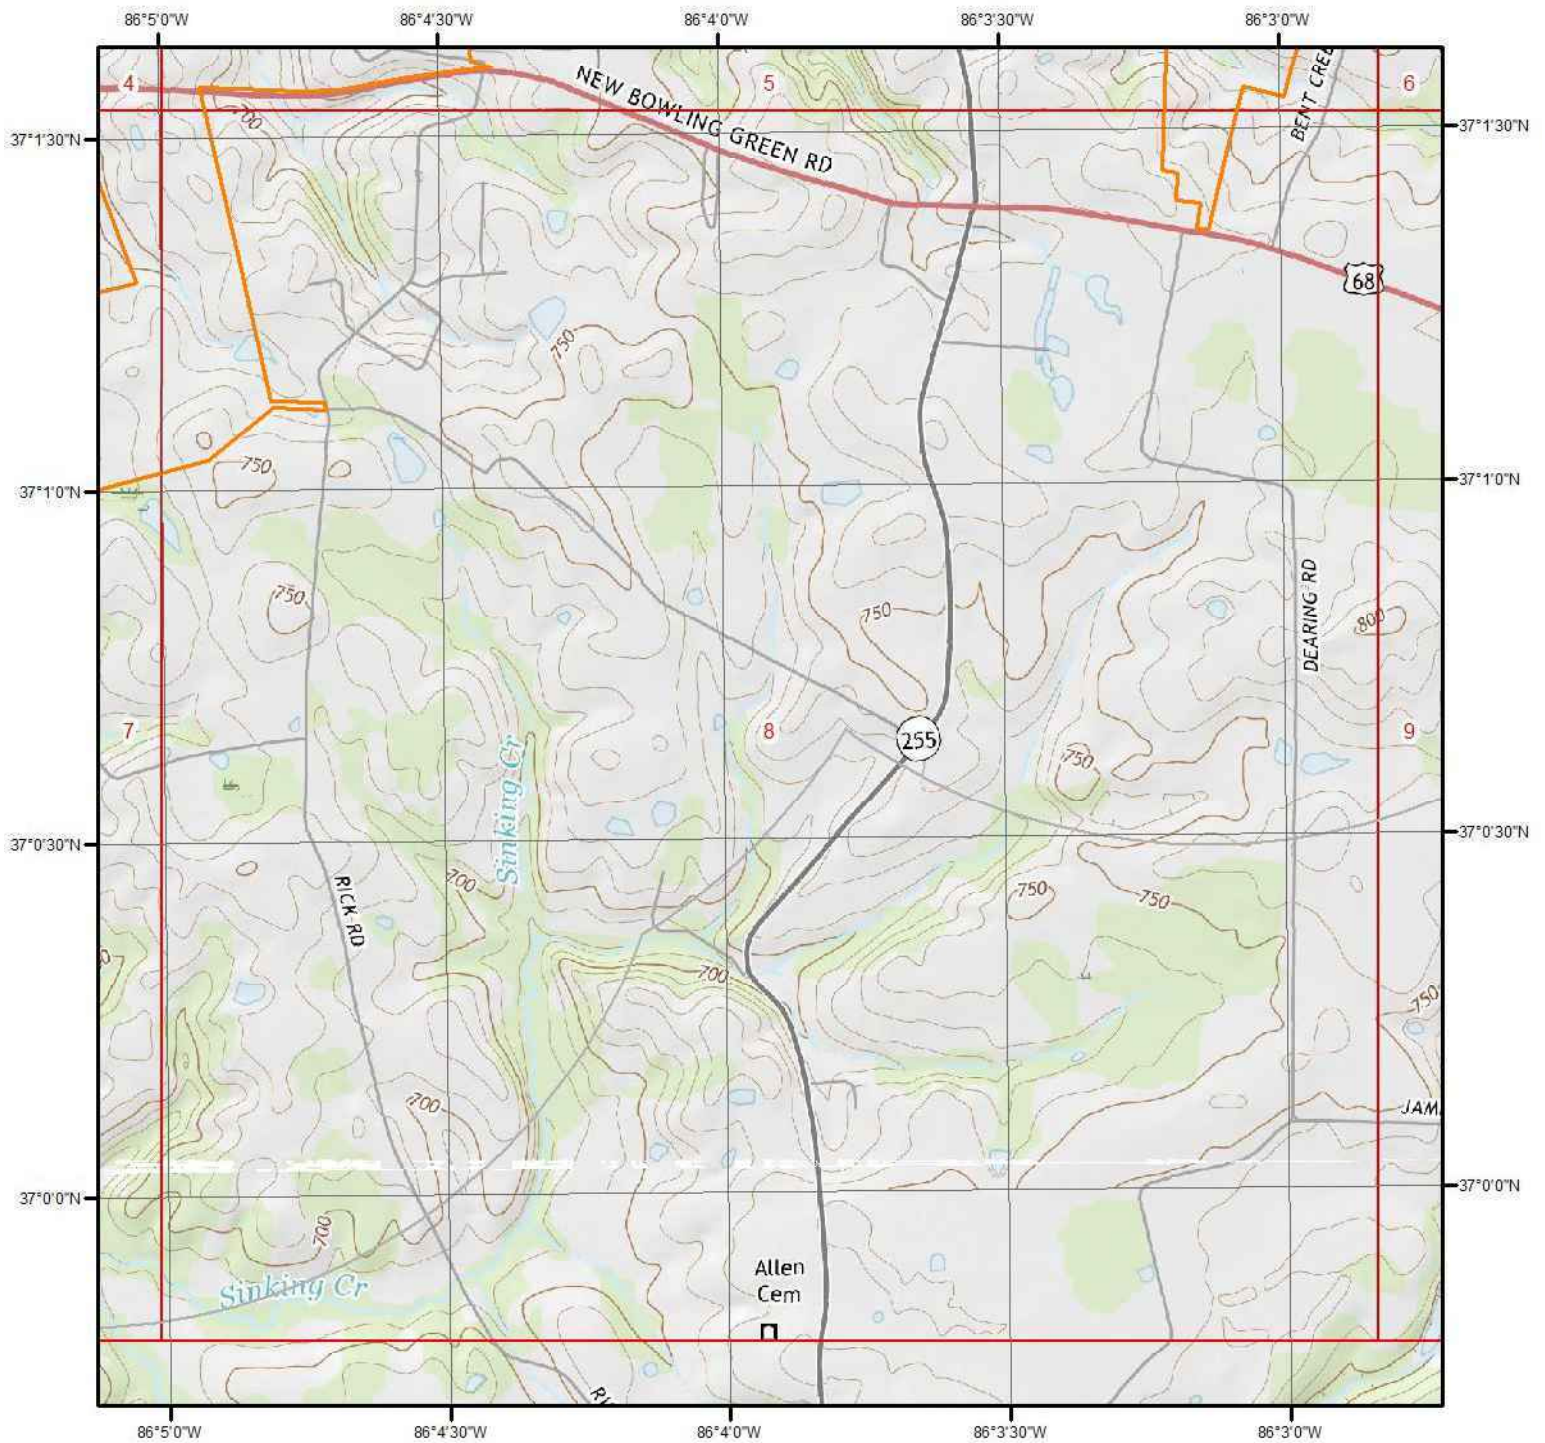 86°5'0"W 86°4'30"W 86°4'0"W 86°3'30"W 86°3'0"W
4 5 6
NEW BOWLING GREEN RD
BENT CREE
700
37°1'30"N 37°1'30"N
68
750
750
37°1'0"N 37°1'0"N
750
750
DEARING RD
800
7 8 9
255
Sinking Cr
750
37°0'30"N 37°0'30"N
700
RICK RD
750
750
700
750
700
JAM
37°0'0"N 37°0'0"N
700
Allen
Cem
Sinking Cr
RI
86°5'0"W 86°4'30"W 86°4'0"W 86°3'30"W 86°3'0"W